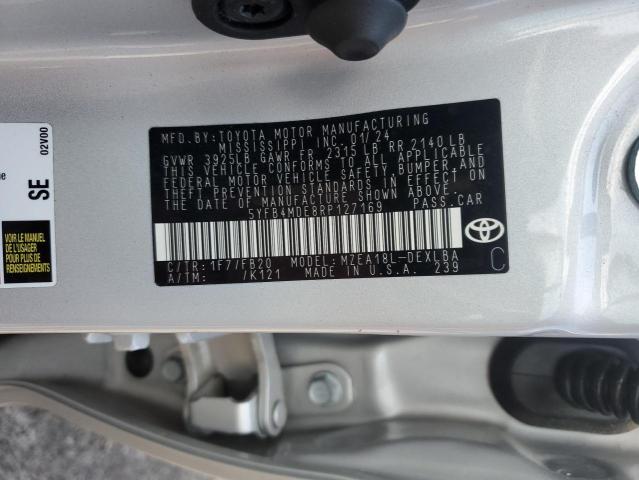 02V00
ne
SE
VOIR LE MANUEL
DE L'USAGER
POUR PLUS DE
RENSEIGNEMENTS
MFD. BY: TOYOTA MOTOR MANUFACTURING
MISSISSIPPI INC. 01/24
GVWR 3925LB GAWR FR 2315LB RR 2140LB
THIS VEHICLE CONFORMS TO ALL APPLICABLE
FEDERAL MOTOR VEHICLE SAFETY, BUMPER, AND
THEFT PREVENTION STANDARDS IN EFFECT ON
THE DATE OF MANUFACTURE SHOWN ABOVE.
5YFB4MDE8RP127169 PASS.CAR
C/TR: 1F7/FB20 MODEL: MZEA18L-DEXLBA
A/TM: /K121 MADE IN U.S.A. 239
C